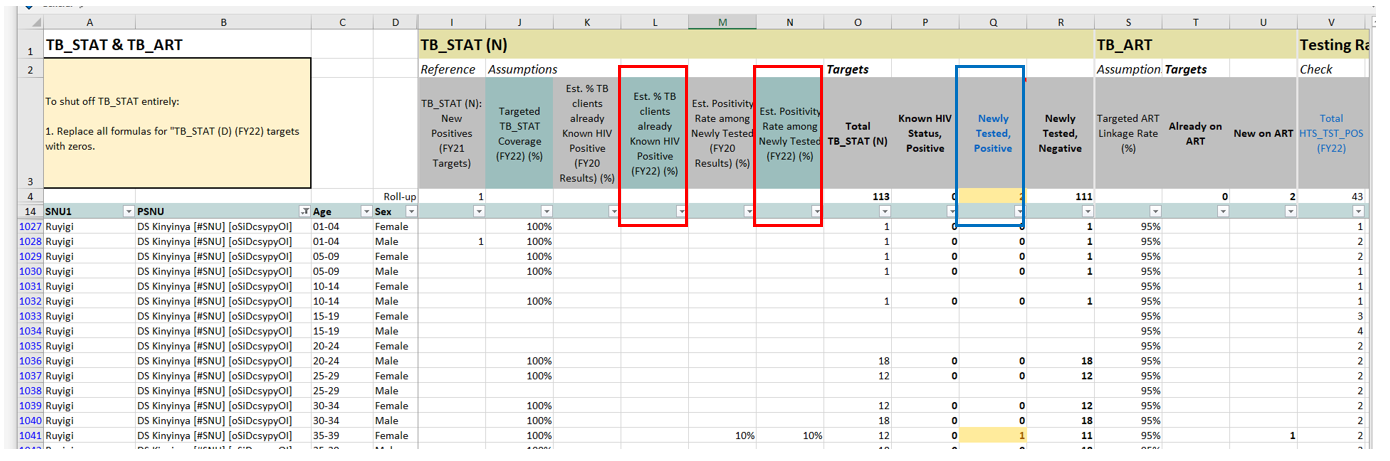 A B C D I J K L M N O P Q R S T U V
1 TB_STAT & TB_ART TB_STAT (N) TB_ART Testing Ra
2 Reference Assumptions Targets Assumption Targets Check
To shut off TB_STAT entirely:
1. Replace all formulas for "TB_STAT (D) (FY22) targets
with zeros.
3
TB_STAT (N):
New
Positives
(FY21
Targets)
Targeted
TB_STAT
Coverage
(FY22) (%)
Est. % TB
clients
already
Known HIV
Positive
(FY20
Results) (%)
Est. % TB
clients
already
Known HIV
Positive
(FY22) (%)
Est. Positivity
Rate among
Newly Tested
(FY20
Results) (%)
Est. Positivity
Rate among
Newly Tested
(FY22) (%)
Total
TB_STAT (N)
Known HIV
Status,
Positive
Newly
Tested,
Positive
Newly
Tested,
Negative
Targeted ART
Linkage Rate
(%)
Already on
ART
New on ART
Total
HTS_TST_POS
(FY22)
4 Roll-up 1 113 0 2 111 0 2 43
14 SNU1 PSNU Age Sex
1027 Ruyigi DS Kinyinya [#SNU] [oSiDcsypyOI] 01-04 Female 100% 1 0 0 1 95% 1
1028 Ruyigi DS Kinyinya [#SNU] [oSiDcsypyOI] 01-04 Male 1 100% 1 0 0 1 95% 2
1029 Ruyigi DS Kinyinya [#SNU] [oSiDcsypyOI] 05-09 Female 100% 1 0 0 1 95% 2
1030 Ruyigi DS Kinyinya [#SNU] [oSiDcsypyOI] 05-09 Male 100% 1 0 0 1 95% 1
1031 Ruyigi DS Kinyinya [#SNU] [oSiDcsypyOI] 10-14 Female 95% 1
1032 Ruyigi DS Kinyinya [#SNU] [oSiDcsypyOI] 10-14 Male 100% 1 0 0 1 95% 1
1033 Ruyigi DS Kinyinya [#SNU] [oSiDcsypyOI] 15-19 Female 95% 3
1034 Ruyigi DS Kinyinya [#SNU] [oSiDcsypyOI] 15-19 Male 95% 4
1035 Ruyigi DS Kinyinya [#SNU] [oSiDcsypyOI] 20-24 Female 95% 2
1036 Ruyigi DS Kinyinya [#SNU] [oSiDcsypyOI] 20-24 Male 100% 18 0 0 18 95% 2
1037 Ruyigi DS Kinyinya [#SNU] [oSiDcsypyOI] 25-29 Female 100% 12 0 0 12 95% 2
1038 Ruyigi DS Kinyinya [#SNU] [oSiDcsypyOI] 25-29 Male 95% 2
1039 Ruyigi DS Kinyinya [#SNU] [oSiDcsypyOI] 30-34 Female 100% 12 0 0 12 95% 2
1040 Ruyigi DS Kinyinya [#SNU] [oSiDcsypyOI] 30-34 Male 100% 18 0 0 18 95% 2
1041 Ruyigi DS Kinyinya [#SNU] [oSiDcsypyOI] 35-39 Female 100% 10% 10% 12 0 1 11 95% 1 2